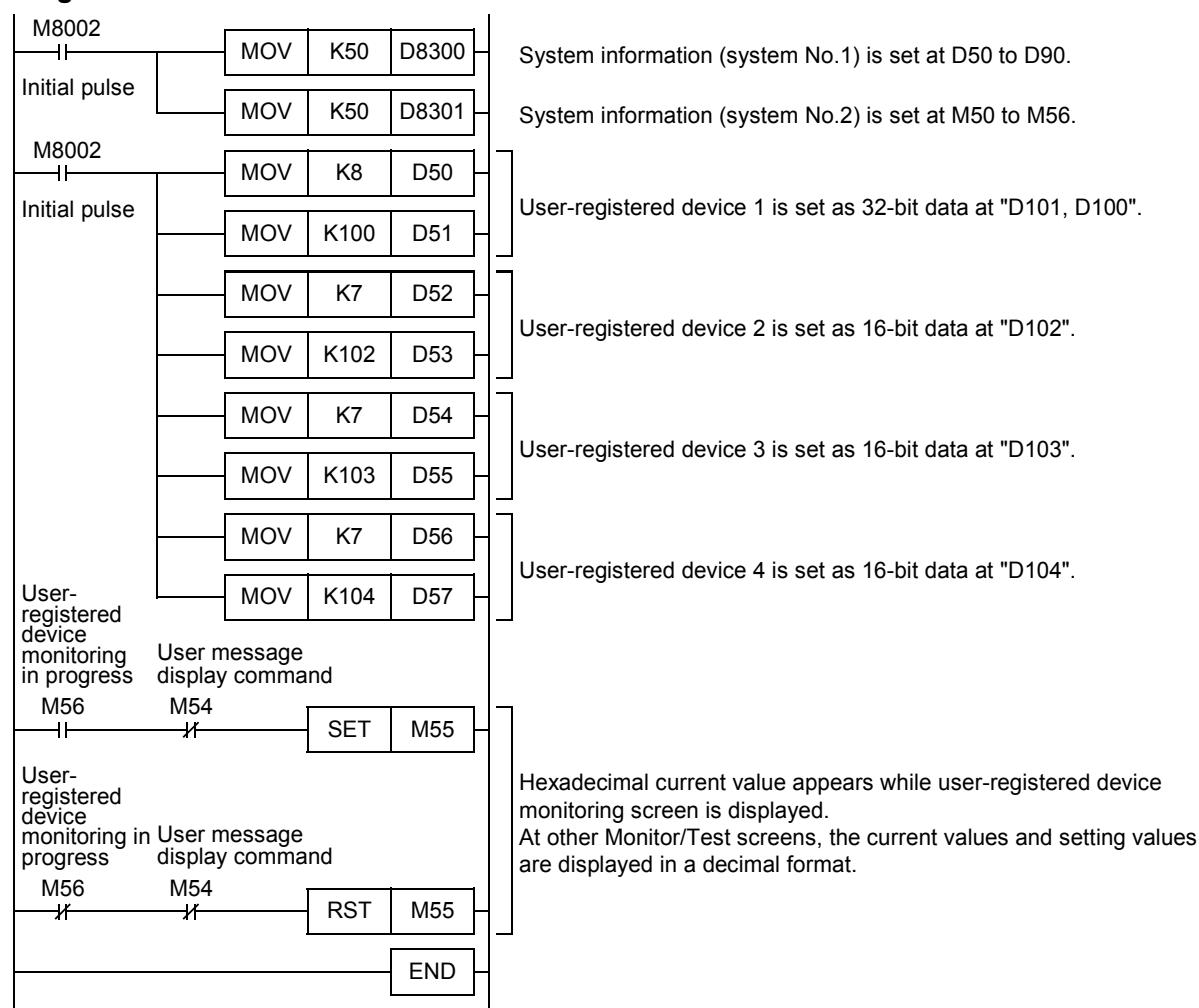 M8002
MOV K50 D8300
System information (system No.1) is set at D50 to D90.
Initial pulse
MOV K50 D8301
System information (system No.2) is set at M50 to M56.
M8002
MOV K8 D50
Initial pulse
User-registered device 1 is set as 32-bit data at "D101, D100".
MOV K100 D51
MOV K7 D52
User-registered device 2 is set as 16-bit data at "D102".
MOV K102 D53
MOV K7 D54
User-registered device 3 is set as 16-bit data at "D103".
MOV K103 D55
MOV K7 D56
User-registered device 4 is set as 16-bit data at "D104".
MOV K104 D57
User-
registered
device
monitoring
in progress
User message
display command
M56 M54
SET M55
User-
registered
device
monitoring in
progress
User message
display command
M56 M54
RST M55
Hexadecimal current value appears while user-registered device
monitoring screen is displayed.
At other Monitor/Test screens, the current values and setting values
are displayed in a decimal format.
END